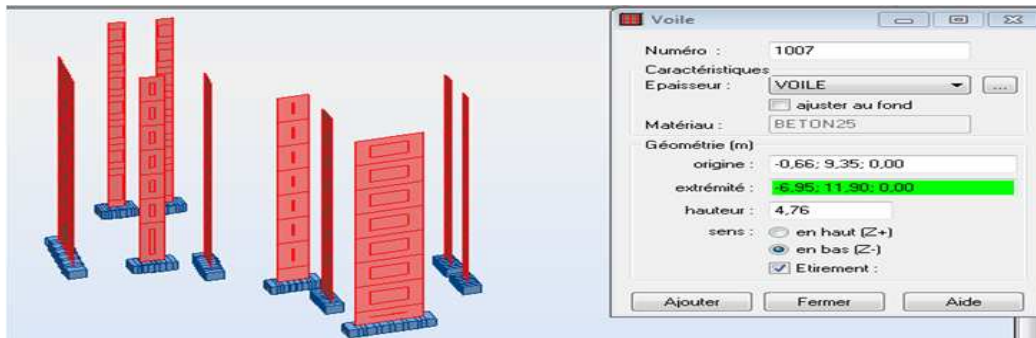 Voile
Numéro : 1007
Caractéristiques
Epaisseur : VOILE ...
ajuster au fond
Matériau : BETON25
Géométrie (m)
origine : -0,66; 9,35; 0,00
extrémité : -6,95; 11,90; 0,00
hauteur : 4,76
sens : en haut (Z+)
en bas (Z-)
Etirement :
Ajouter Fermer Aide